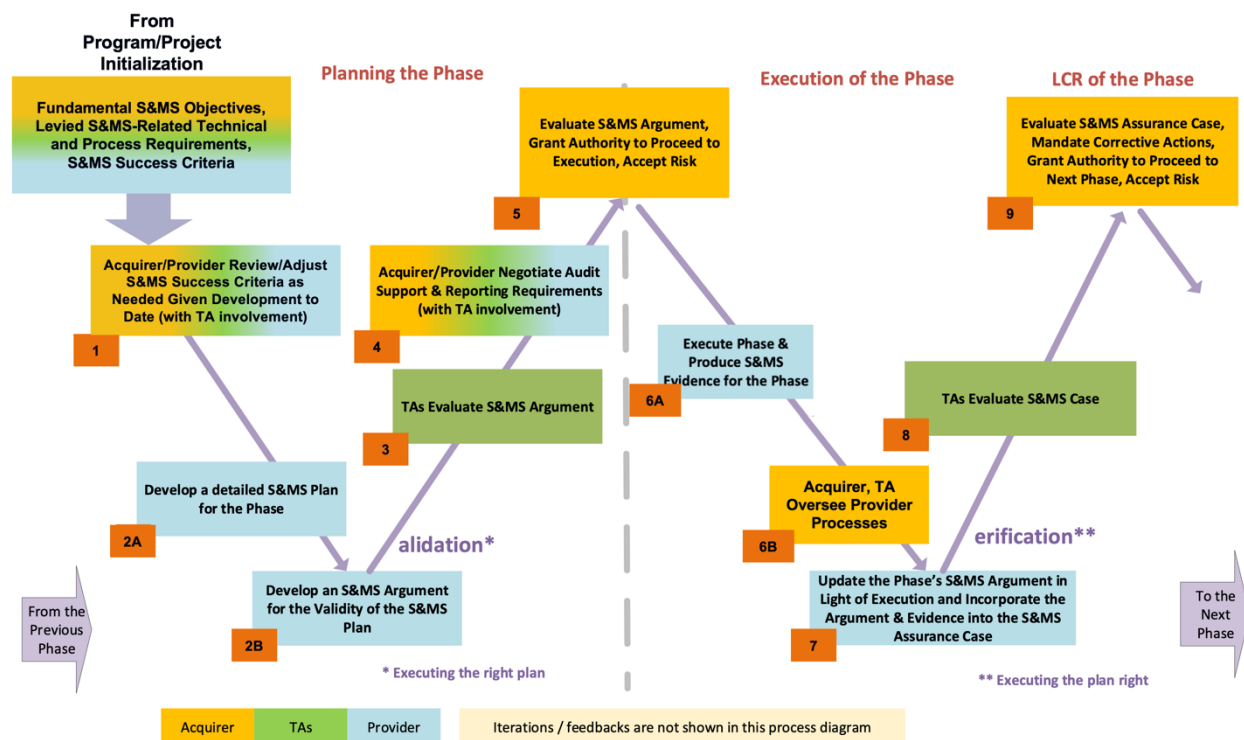 From
Program/Project
Initialization
Planning the Phase
Execution of the Phase
LCR of the Phase
Fundamental S&MS Objectives,
Levied S&MS-Related Technical
and Process Requirements,
S&MS Success Criteria
Evaluate S&MS Argument,
Grant Authority to Proceed to
Execution, Accept Risk
5
Evaluate S&MS Assurance Case,
Mandate Corrective Actions,
Grant Authority to Proceed to
Next Phase, Accept Risk
9
Acquirer/Provider Review/Adjust
S&MS Success Criteria as
Needed Given Development to
Date (with TA involvement)
1
Acquirer/Provider Negotiate Audit
Support & Reporting Requirements
(with TA involvement)
4
Execute Phase &
Produce S&MS
Evidence for the Phase
6A
TAs Evaluate S&MS Argument
3
TAs Evaluate S&MS Case
8
Develop a detailed S&MS Plan
for the Phase
2A
Acquirer, TA
Oversee Provider
Processes
6B
alidation*
erification**
From the
Previous
Phase
Develop an S&MS Argument
for the Validity of the S&MS
Plan
2B
Update the Phase's S&MS Argument in
Light of Execution and Incorporate the
Argument & Evidence into the S&MS
Assurance Case
7
To the
Next
Phase
* Executing the right plan
** Executing the plan right
Acquirer
TAs
Provider
Iterations / feedbacks are not shown in this process diagram